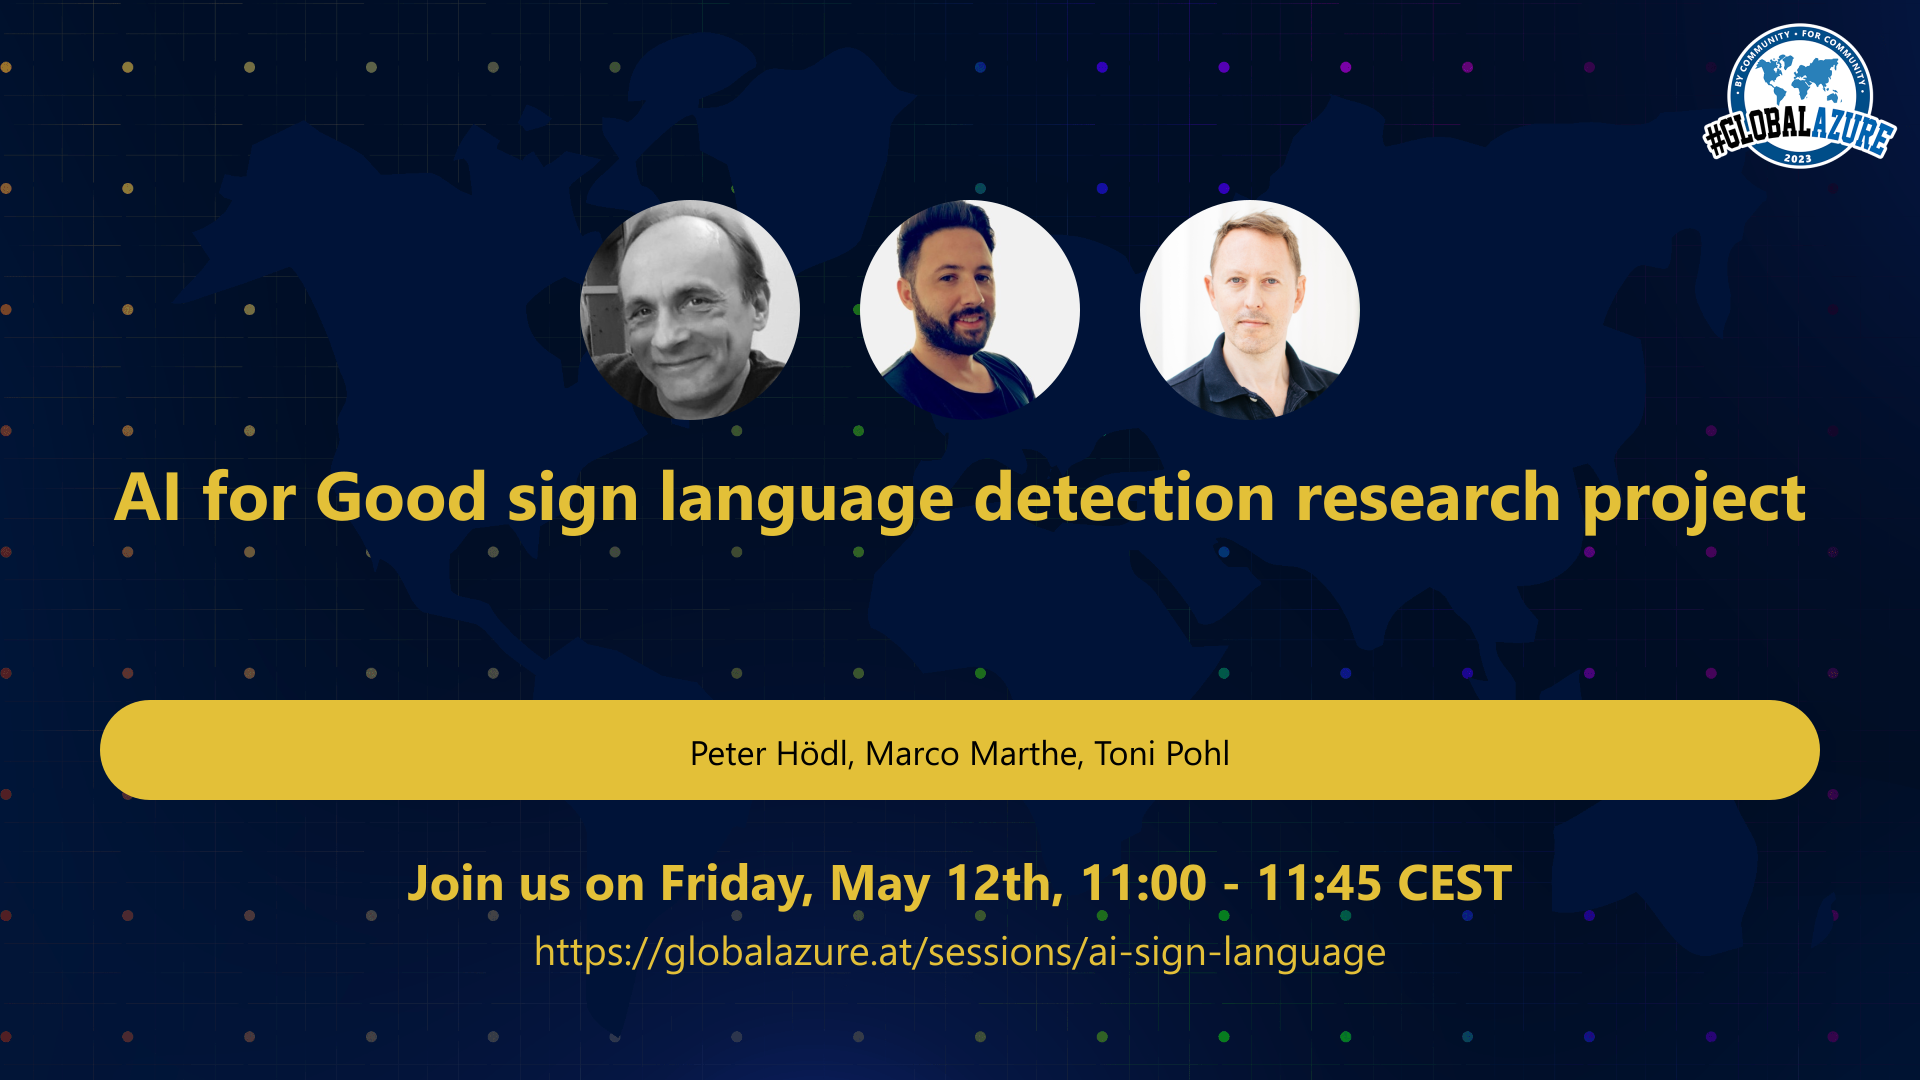 • BY COMMUNITY • FOR COMMUNITY •
#GLOBALAZURE
2023
AI for Good sign language detection research project
Peter Hödl, Marco Marthe, Toni Pohl
Join us on Friday, May 12th, 11:00 - 11:45 CEST
https://globalazure.at/sessions/ai-sign-language